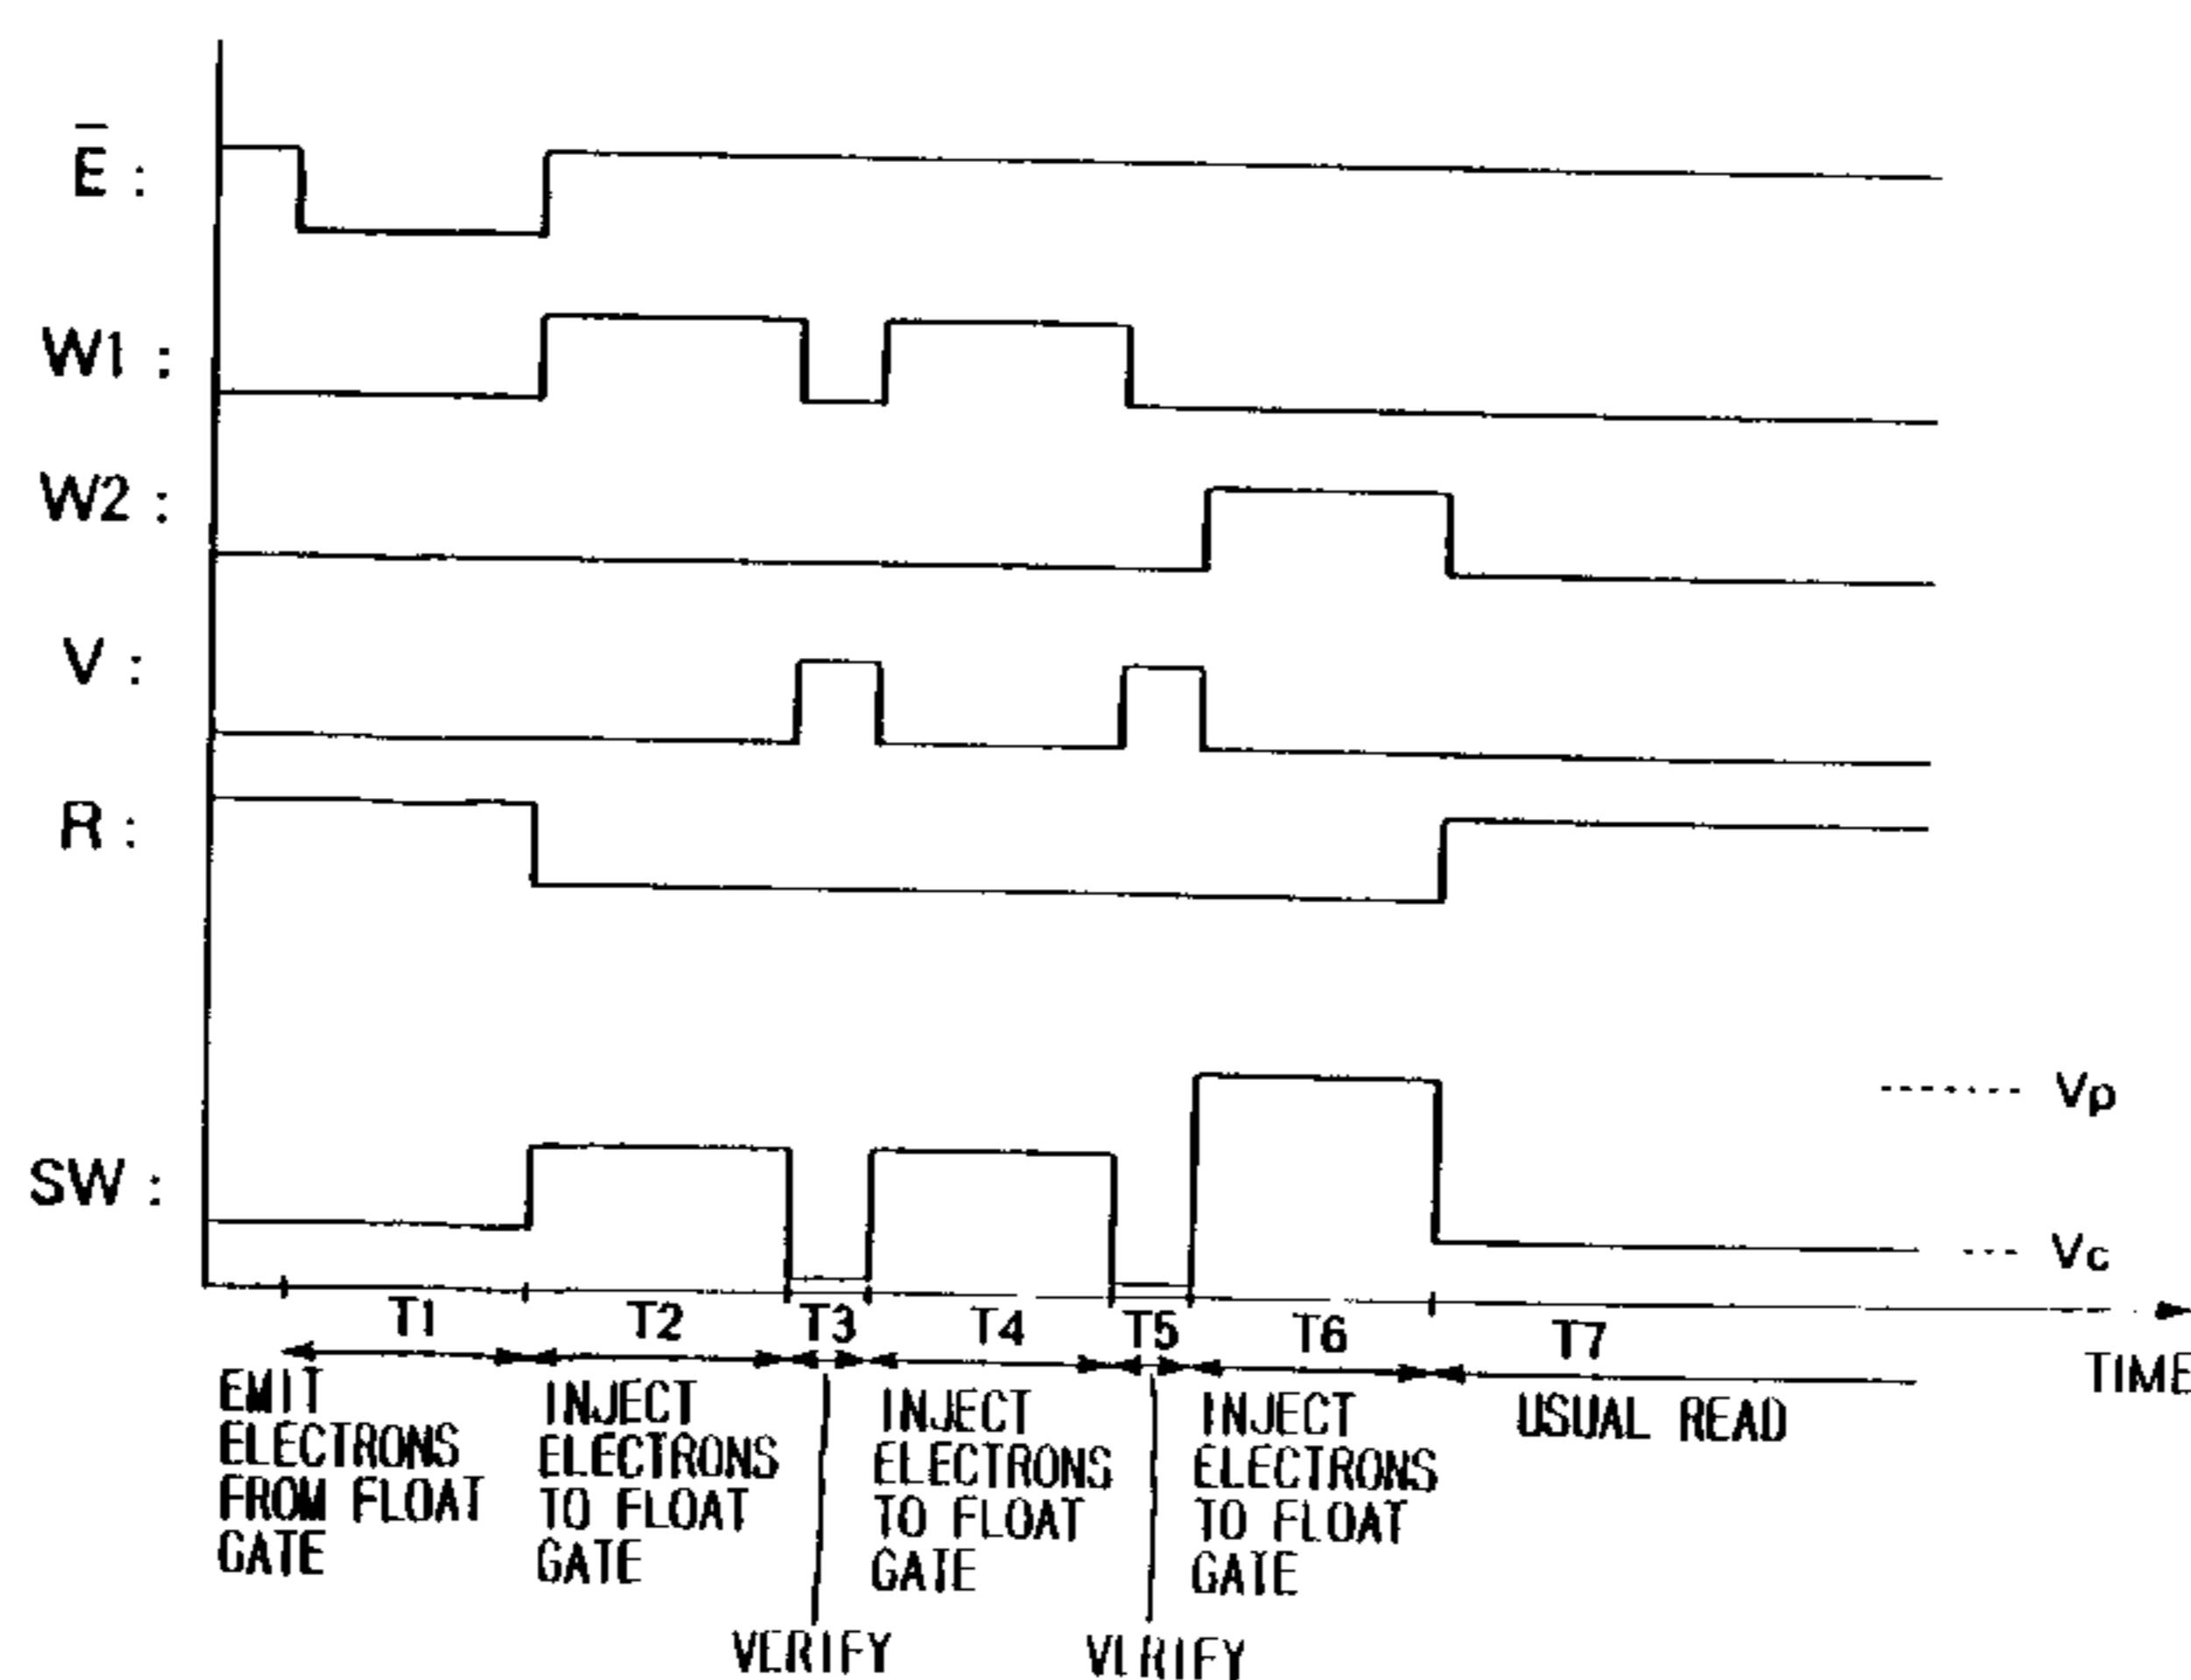 Ē :
W1 :
W2 :
V :
R :
Vp
SW :
Vc
T1 T2 T3 T4 T5 T6 T7
TIME
EMIT
ELECTRONS
FROM FLOAT
GATE
INJECT
ELECTRONS
TO FLOAT
GATE
INJECT
ELECTRONS
TO FLOAT
GATE
INJECT
ELECTRONS
TO FLOAT
GATE
USUAL READ
VERIFY
VERIFY